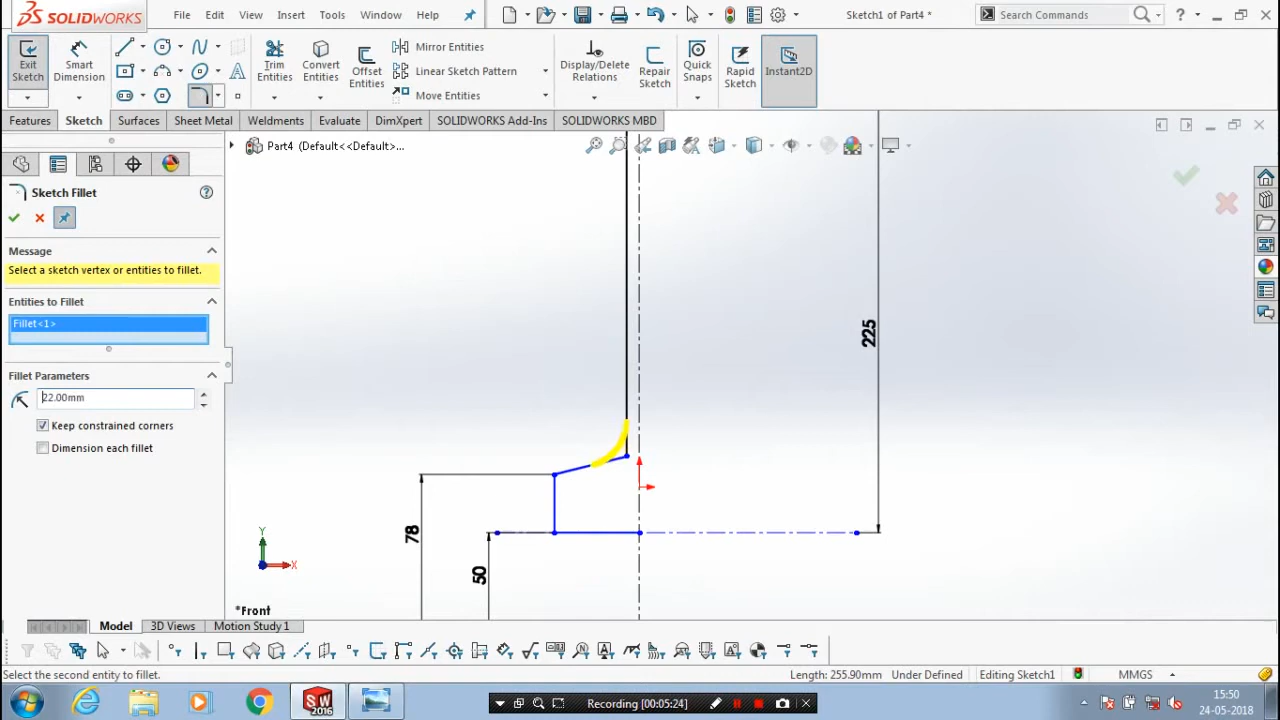 SOLIDWORKS File Edit View Insert Tools Window Help Sketch1 of Part4 * Search Commands
Exit Sketch
Smart Dimension
Trim Entities
Convert Entities
Offset Entities
Mirror Entities
Linear Sketch Pattern
Move Entities
Display/Delete Relations
Repair Sketch
Quick Snaps
Rapid Sketch
Instant2D
Features Sketch Surfaces Sheet Metal Weldments Evaluate DimXpert SOLIDWORKS Add-Ins SOLIDWORKS MBD
Part4 (Default<<Default>...
Sketch Fillet
Message
Select a sketch vertex or entities to fillet.
Entities to Fillet
Fillet<1>
Fillet Parameters
22.00mm
Keep constrained corners
Dimension each fillet
225
78
50
Y
X
*Front
Model 3D Views Motion Study 1
Select the second entity to fillet. Length: 255.90mm Under Defined Editing Sketch1 MMGS
SW 2016
Recording [00:05:24]
15:50
24-05-2018